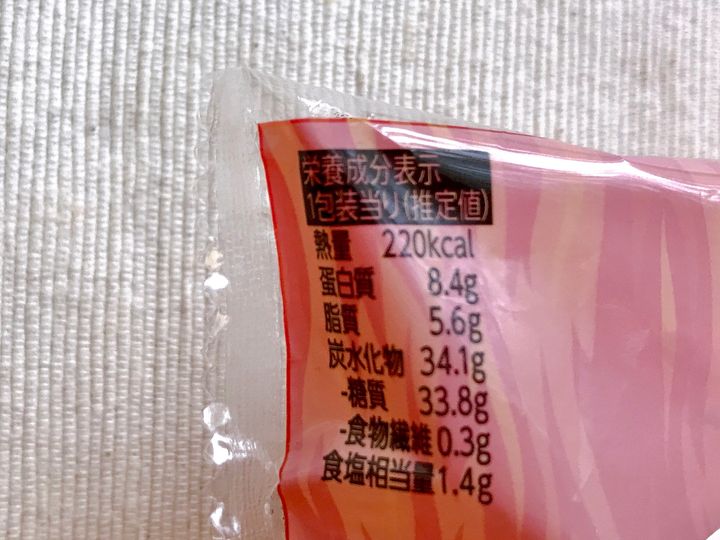 栄養成分表示
1包装当り(推定値)
熱量 220kcal
蛋白質 8.4g
脂質 5.6g
炭水化物 34.1g
-糖質 33.8g
-食物繊維 0.3g
食塩相当量 1.4g